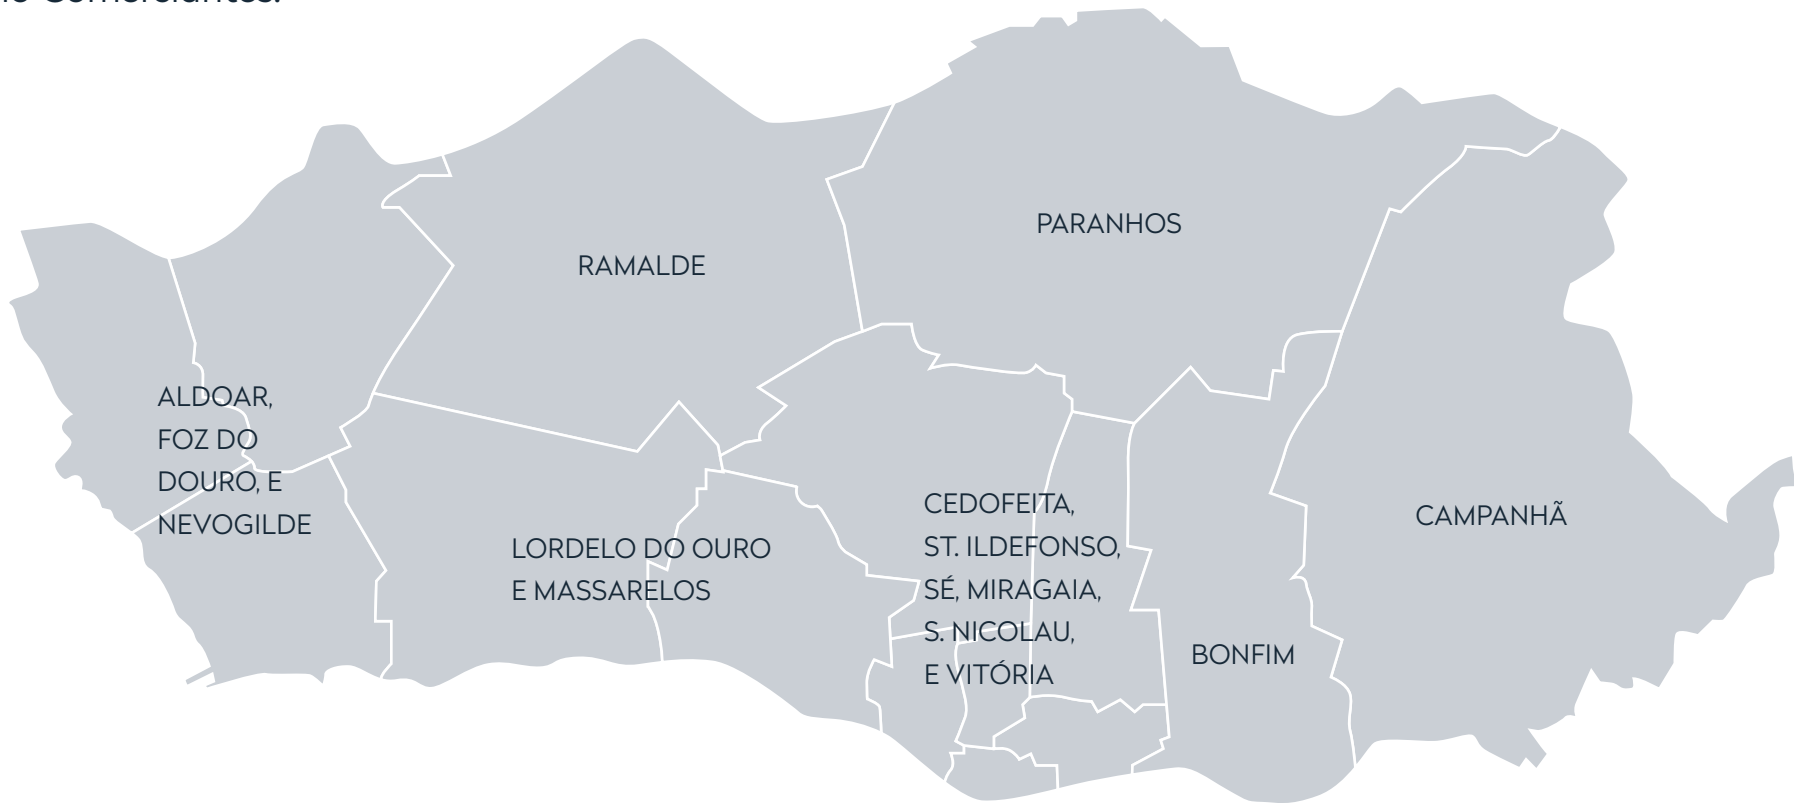 Comerciantes.
PARANHOS
RAMALDE
ALDOAR,
FOZ DO
DOURO, E
NEVOGILDE
CEDOFEITA,
ST. ILDEFONSO,
SÉ, MIRAGAIA,
S. NICOLAU,
E VITÓRIA
LORDELO DO OURO
E MASSARELOS
CAMPANHÃ
BONFIM